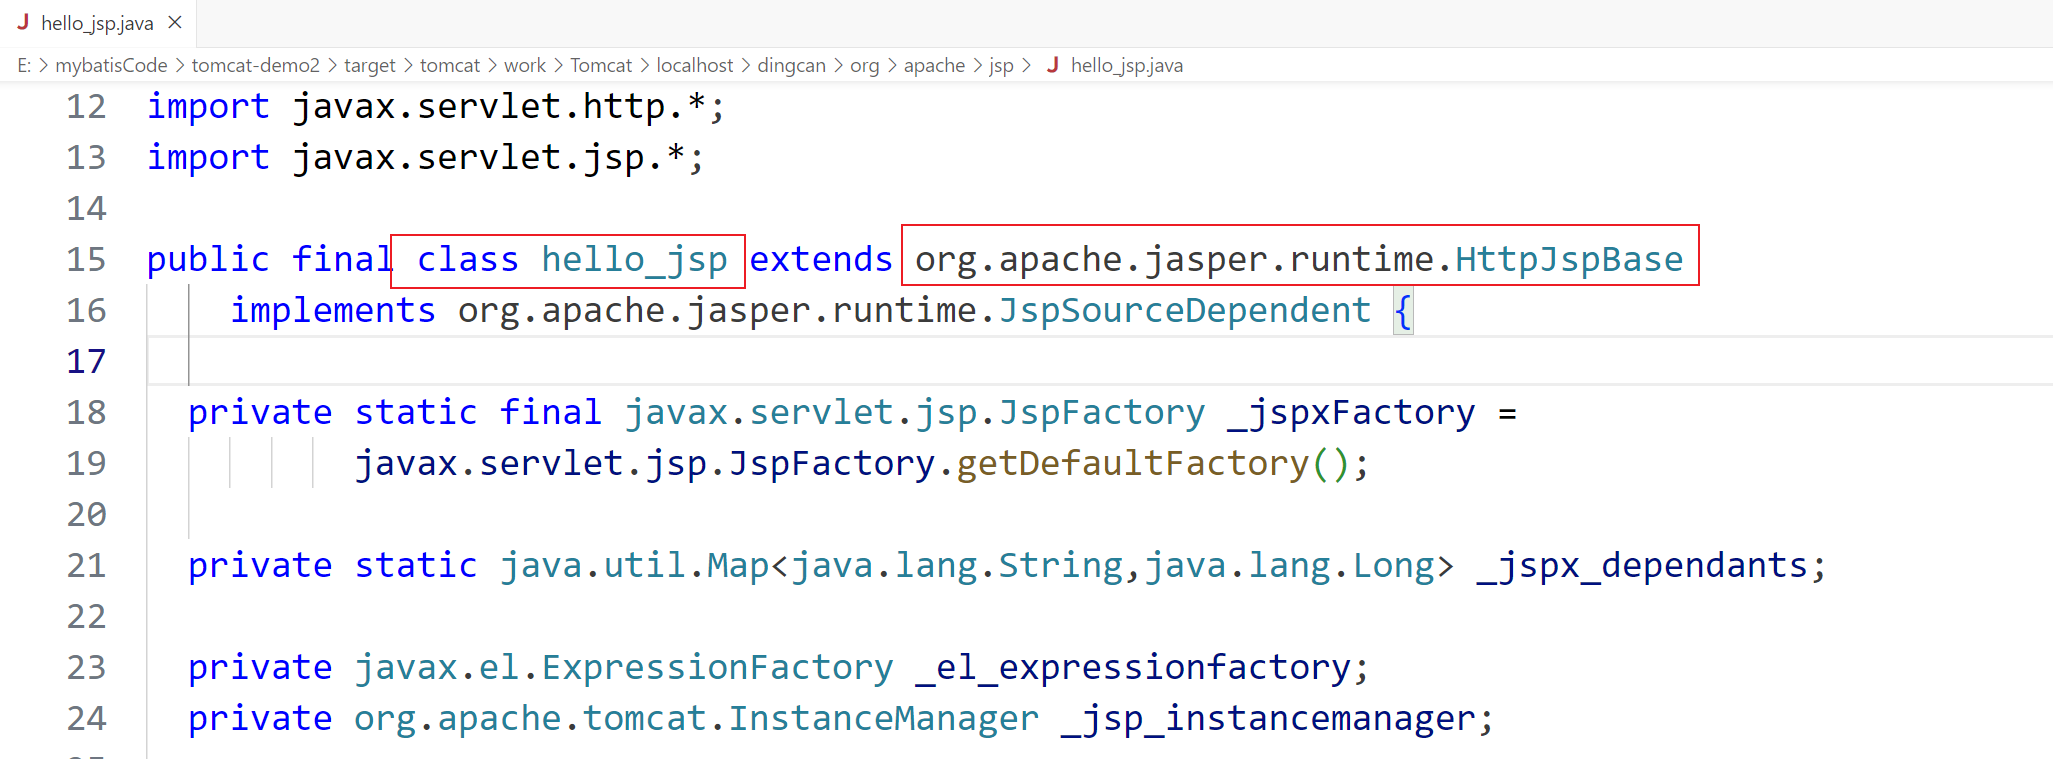 J hello_jsp.java ×
E: > mybatisCode > tomcat-demo2 > target > tomcat > work > Tomcat > localhost > dingcan > org > apache > jsp > J hello_jsp.java
12 import javax.servlet.http.*;
13 import javax.servlet.jsp.*;
14
15 public final class hello_jsp extends org.apache.jasper.runtime.HttpJspBase
16 implements org.apache.jasper.runtime.JspSourceDependent {
17
18 private static final javax.servlet.jsp.JspFactory _jspxFactory =
19 javax.servlet.jsp.JspFactory.getDefaultFactory();
20
21 private static java.util.Map<java.lang.String,java.lang.Long> _jspx_dependants;
22
23 private javax.el.ExpressionFactory _el_expressionfactory;
24 private org.apache.tomcat.InstanceManager _jsp_instancemanager;